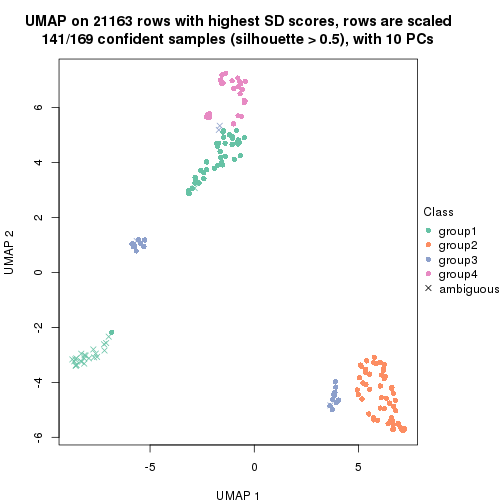 UMAP on 21163 rows with highest SD scores, rows are scaled
141/169 confident samples (silhouette > 0.5), with 10 PCs
6
4
2
0
-2
-4
-6
UMAP 2
-5
0
5
UMAP 1
Class
group1
group2
group3
group4
ambiguous